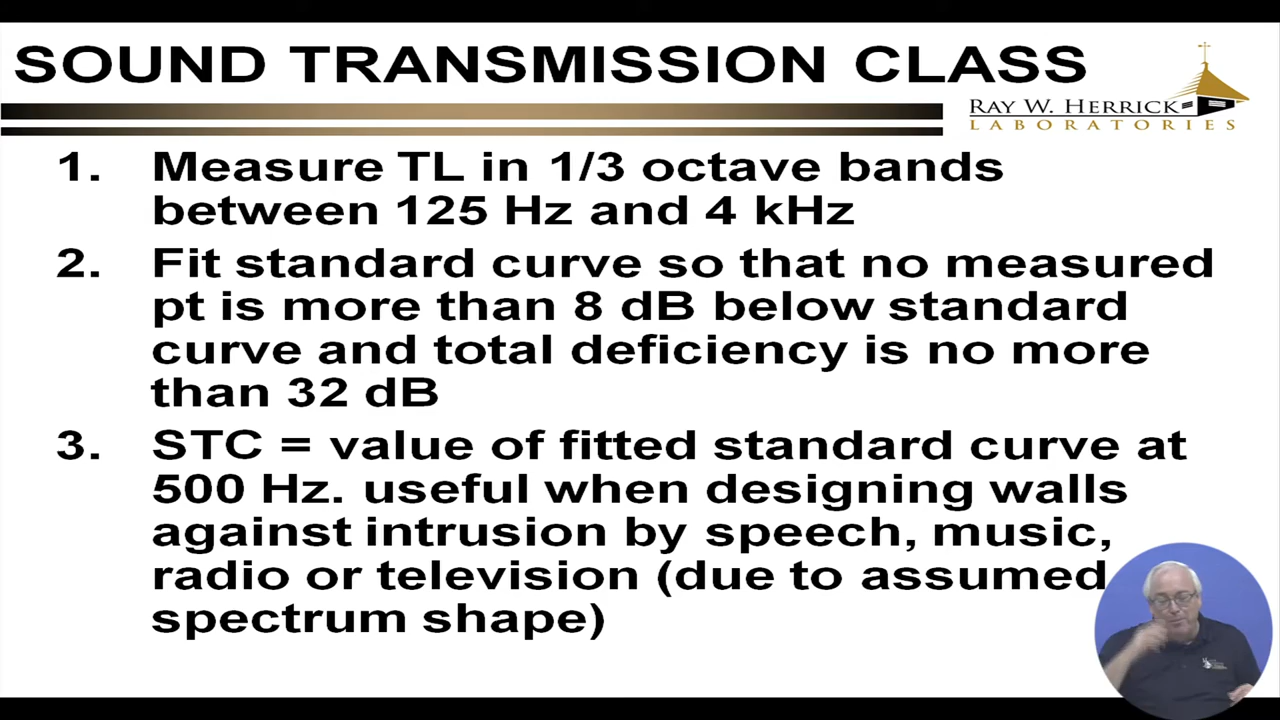 SOUND TRANSMISSION CLASS
RAY W. HERRICK
LABORATORIES
1. Measure TL in 1/3 octave bands
between 125 Hz and 4 kHz
2. Fit standard curve so that no measured
pt is more than 8 dB below standard
curve and total deficiency is no more
than 32 dB
3. STC = value of fitted standard curve at
500 Hz. useful when designing walls
against intrusion by speech, music,
radio or television (due to assumed
spectrum shape)